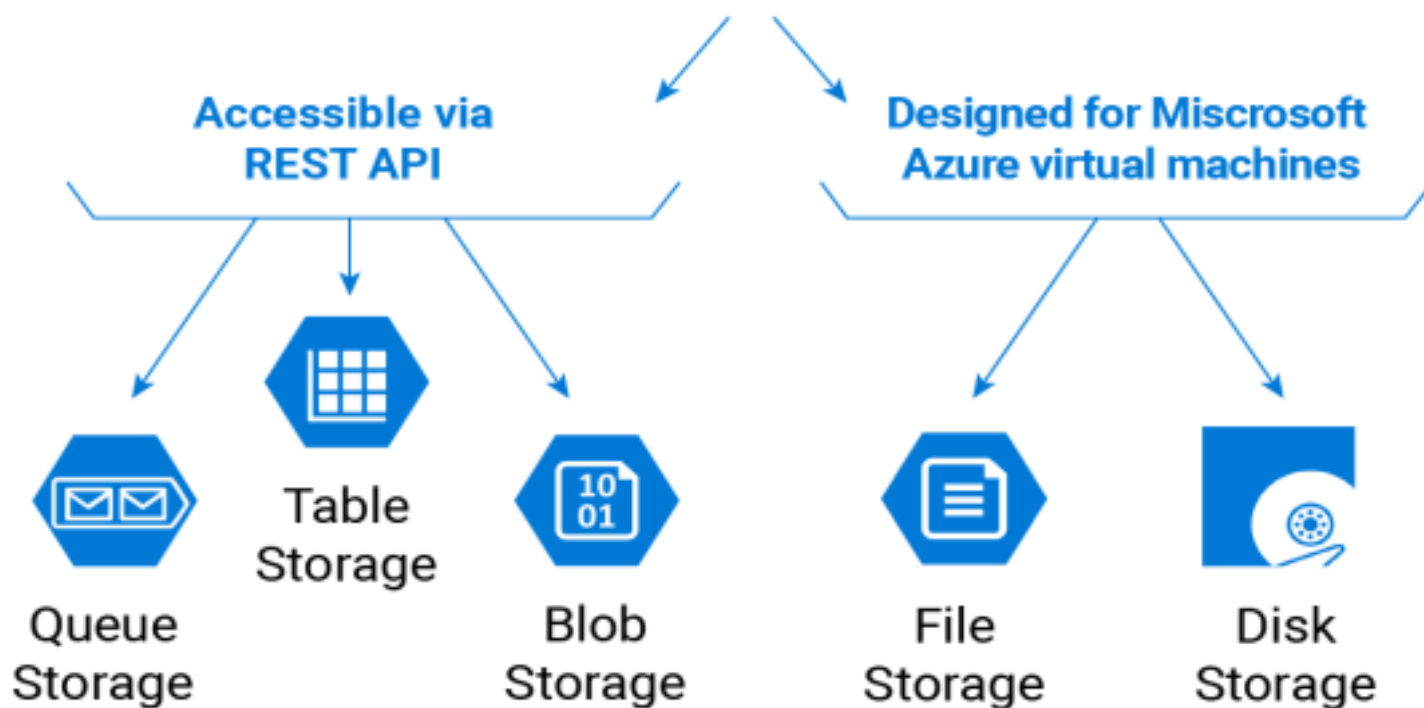 Accessible via
REST API
Designed for Miscrosoft
Azure virtual machines
Table
Storage
10
01
Queue
Storage
Blob
Storage
File
Storage
Disk
Storage